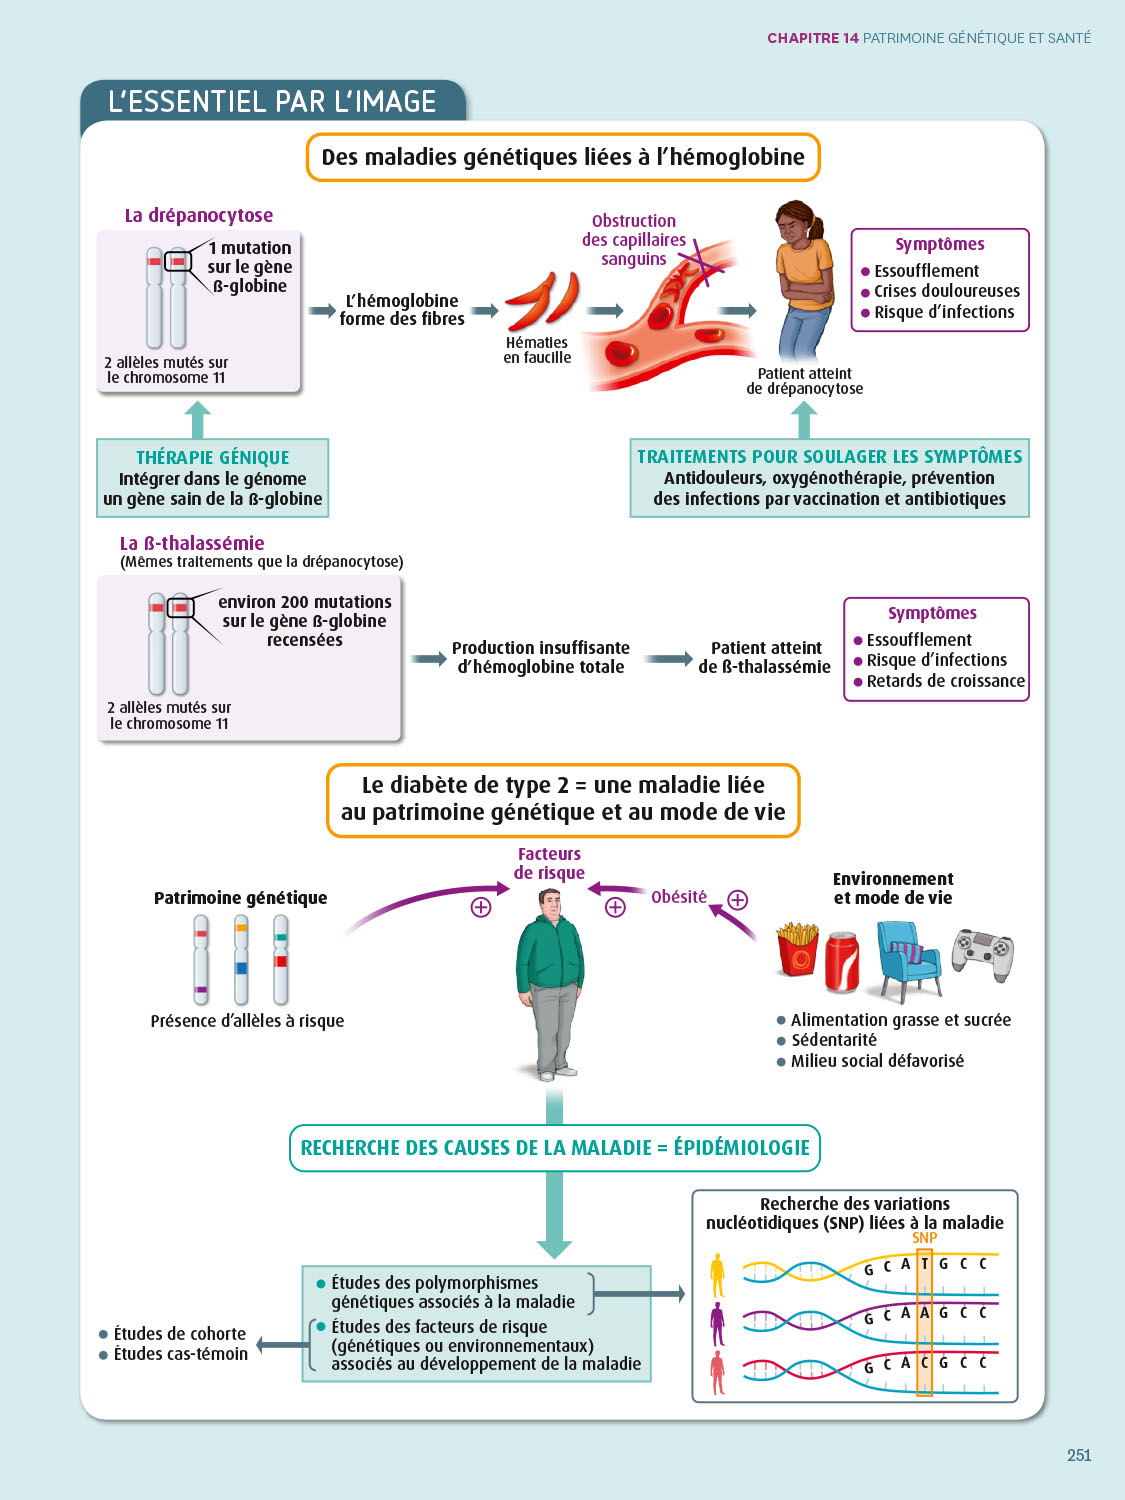 CHAPITRE 14 PATRIMOINE GÉNÉTIQUE ET SANTÉ
L'ESSENTIEL PAR L'IMAGE
Des maladies génétiques liées à l'hémoglobine
La drépanocytose
1 mutation
sur le gène
ß-globine
2 allèles mutés sur
le chromosome 11
L'hémoglobine
forme des fibres
Hématies
en faucille
Obstruction
des capillaires
sanguins
Patient atteint
de drépanocytose
Symptômes
● Essoufflement
● Crises douloureuses
● Risque d'infections
THÉRAPIE GÉNIQUE
Intégrer dans le génome
un gène sain de la ß-globine
TRAITEMENTS POUR SOULAGER LES SYMPTÔMES
Antidouleurs, oxygénothérapie, prévention
des infections par vaccination et antibiotiques
La ß-thalassémie
(Mêmes traitements que la drépanocytose)
environ 200 mutations
sur le gène ß-globine
recensées
2 allèles mutés sur
le chromosome 11
Production insuffisante
d'hémoglobine totale
Patient atteint
de ß-thalassémie
Symptômes
● Essoufflement
● Risque d'infections
● Retards de croissance
Le diabète de type 2 = une maladie liée
au patrimoine génétique et au mode de vie
Patrimoine génétique
Présence d'allèles à risque
Facteurs
de risque
+
+
Obésité
+
Environnement
et mode de vie
● Alimentation grasse et sucrée
● Sédentarité
● Milieu social défavorisé
RECHERCHE DES CAUSES DE LA MALADIE = ÉPIDÉMIOLOGIE
● Études des polymorphismes
génétiques associés à la maladie
● Études des facteurs de risque
(génétiques ou environnementaux)
associés au développement de la maladie
● Études de cohorte
● Études cas-témoin
Recherche des variations
nucléotidiques (SNP) liées à la maladie
SNP
G C A T G C C
G C A A G C C
G C A C G C C
251